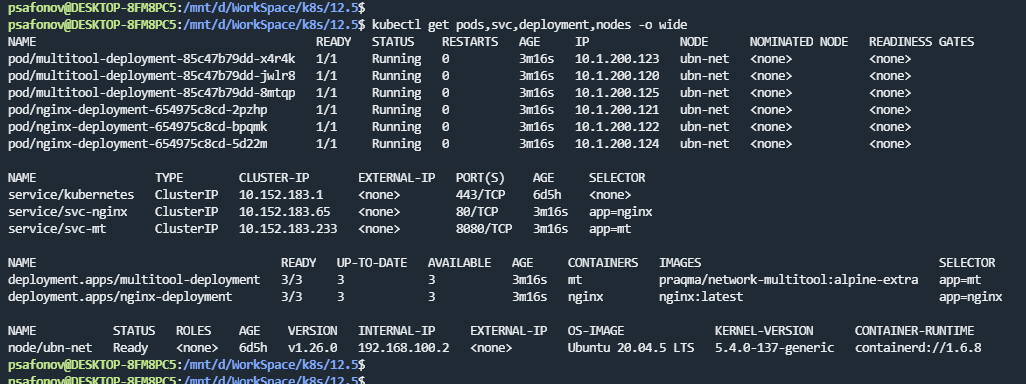 psafonov@DESKTOP-8FM8PC5:/mnt/d/WorkSpace/k8s/12.5$
psafonov@DESKTOP-8FM8PC5:/mnt/d/WorkSpace/k8s/12.5$ kubectl get pods,svc,deployment,nodes -o wide
NAME READY STATUS RESTARTS AGE IP NODE NOMINATED NODE READINESS GATES
pod/multitool-deployment-85c47b79dd-x4r4k 1/1 Running 0 3m16s 10.1.200.123 ubn-net <none> <none>
pod/multitool-deployment-85c47b79dd-jwlr8 1/1 Running 0 3m16s 10.1.200.120 ubn-net <none> <none>
pod/multitool-deployment-85c47b79dd-8mtqp 1/1 Running 0 3m16s 10.1.200.125 ubn-net <none> <none>
pod/nginx-deployment-654975c8cd-2pzhp 1/1 Running 0 3m16s 10.1.200.121 ubn-net <none> <none>
pod/nginx-deployment-654975c8cd-bpqmk 1/1 Running 0 3m16s 10.1.200.122 ubn-net <none> <none>
pod/nginx-deployment-654975c8cd-5d22m 1/1 Running 0 3m16s 10.1.200.124 ubn-net <none> <none>
NAME TYPE CLUSTER-IP EXTERNAL-IP PORT(S) AGE SELECTOR
service/kubernetes ClusterIP 10.152.183.1 <none> 443/TCP 6d5h <none>
service/svc-nginx ClusterIP 10.152.183.65 <none> 80/TCP 3m16s app=nginx
service/svc-mt ClusterIP 10.152.183.233 <none> 8080/TCP 3m16s app=mt
NAME READY UP-TO-DATE AVAILABLE AGE CONTAINERS IMAGES SELECTOR
deployment.apps/multitool-deployment 3/3 3 3 3m16s mt praqma/network-multitool:alpine-extra app=mt
deployment.apps/nginx-deployment 3/3 3 3 3m16s nginx nginx:latest app=nginx
NAME STATUS ROLES AGE VERSION INTERNAL-IP EXTERNAL-IP OS-IMAGE KERNEL-VERSION CONTAINER-RUNTIME
node/ubn-net Ready <none> 6d5h v1.26.0 192.168.100.2 <none> Ubuntu 20.04.5 LTS 5.4.0-137-generic containerd://1.6.8
psafonov@DESKTOP-8FM8PC5:/mnt/d/WorkSpace/k8s/12.5$
psafonov@DESKTOP-8FM8PC5:/mnt/d/WorkSpace/k8s/12.5$